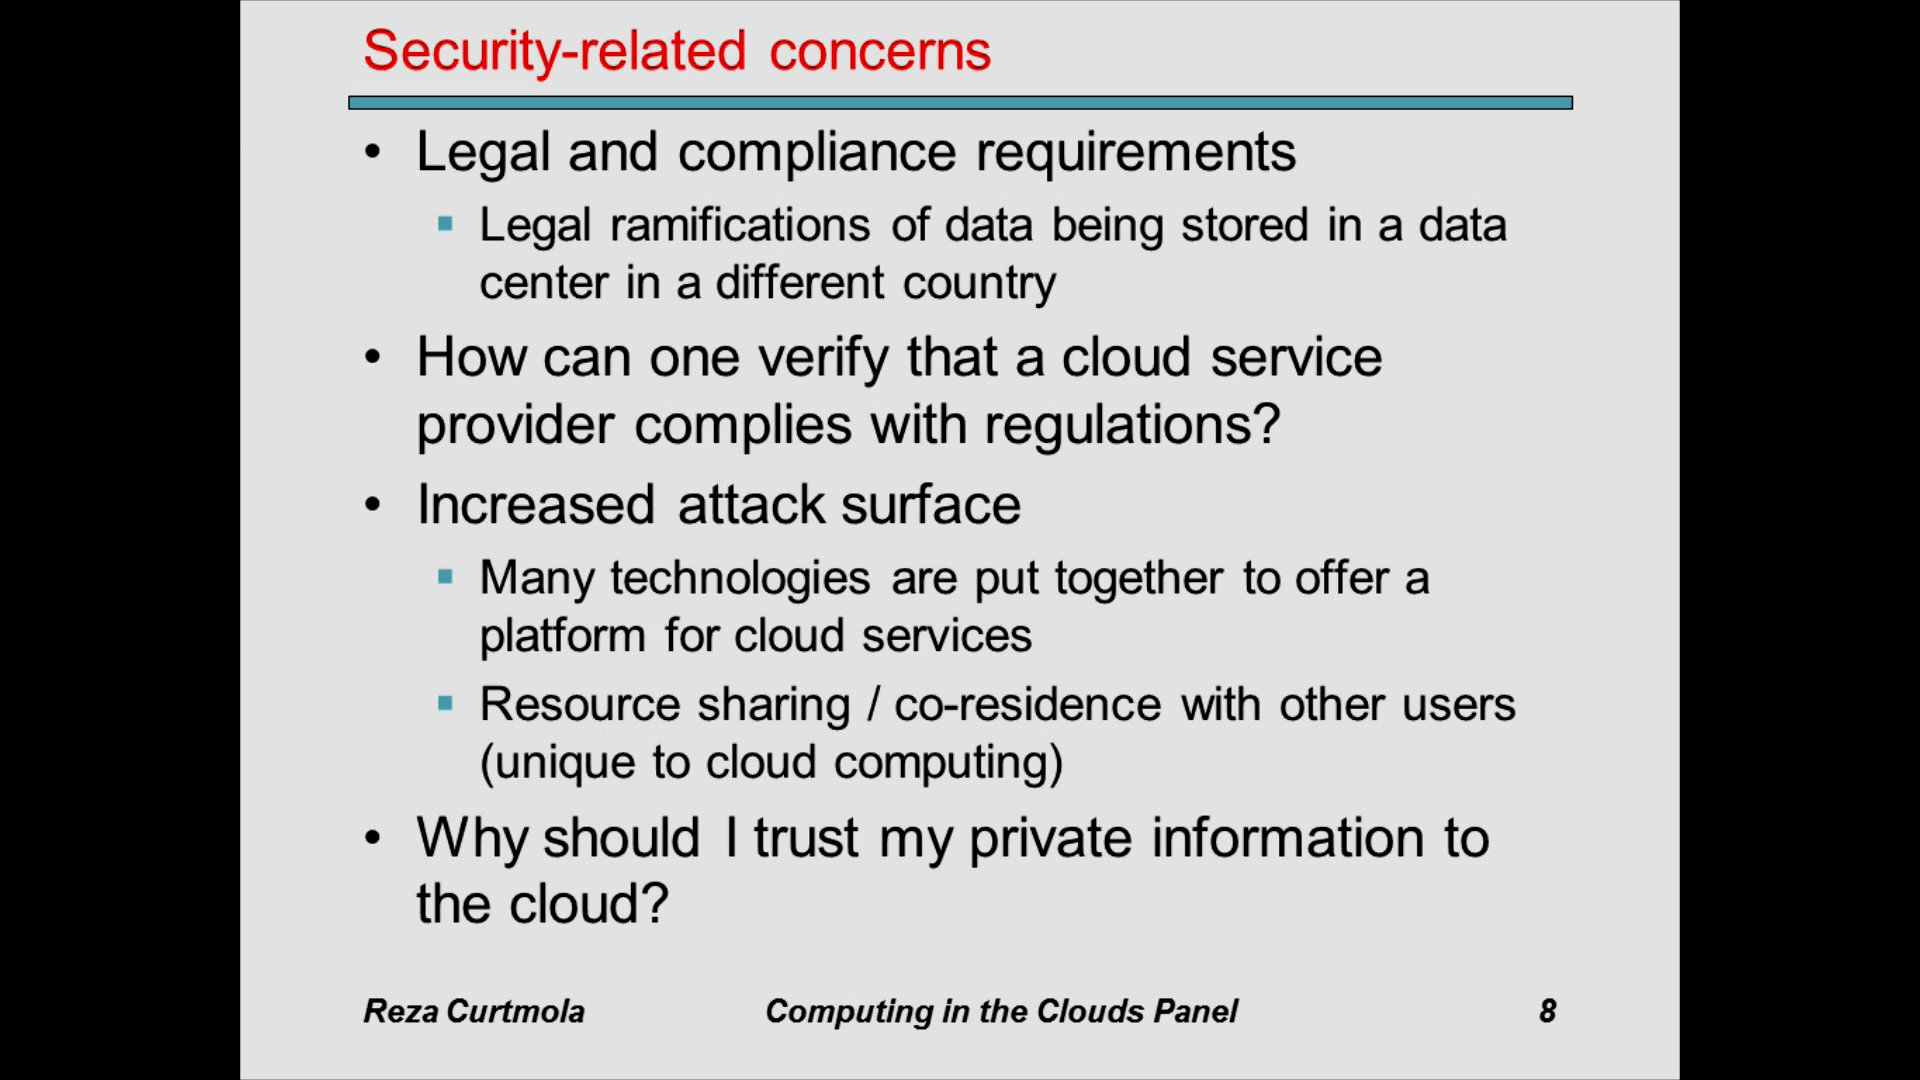 Security-related concerns
• Legal and compliance requirements
▪ Legal ramifications of data being stored in a data
center in a different country
• How can one verify that a cloud service
provider complies with regulations?
• Increased attack surface
▪ Many technologies are put together to offer a
platform for cloud services
▪ Resource sharing / co-residence with other users
(unique to cloud computing)
• Why should I trust my private information to
the cloud?
Reza Curtmola Computing in the Clouds Panel 8